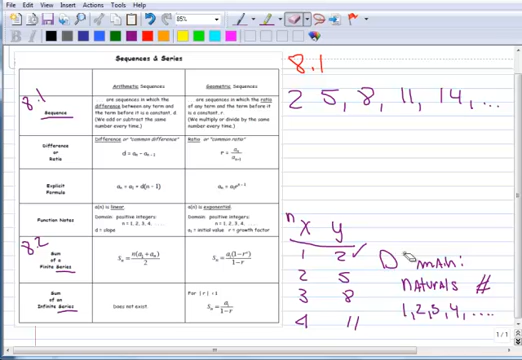 File Edit View Insert Actions Tools Help
85%
Sequences & Series
Arithmetic Sequences
Geometric Sequences
8.1
Sequence
are sequences in which the
difference between any term and
the term before it is a constant, d
(We add or subtract the same
number every time.)
are sequences in which the ratio
of any term and the term before it
is a constant, r.
(We multiply or divide by the same
number every time.)
Difference
or
Ratio
Difference or "common difference"
d = aₙ − aₙ₋₁
Ratio or "common ratio"
r = aₙ / aₙ₋₁
Explicit
Formula
aₙ = a₁ + d(n - 1)
aₙ = a₁rⁿ⁻¹
Function Notes
a(n) is linear.
Domain: positive integers:
n = 1, 2, 3, 4, . . .
d = slope
a(n) is exponential.
Domain: positive integers:
n = 1, 2, 3, 4, . . .
a₁ = initial value r = growth factor
8.2
Sum
of a
Finite Series
Sₙ = n(a₁ + aₙ) / 2
Sₙ = a₁(1 − rⁿ) / 1 − r
Sum
of an
Infinite Series
Does not exist.
For | r | < 1
Sₙ = a₁ / 1 − r
8.1
2 5, 8, 11, 14, ...
n
x y
1 2 ✓
2 5
3 8
4 11
Domain:
naturals #
1, 2, 3, 4, ....
1 / 1